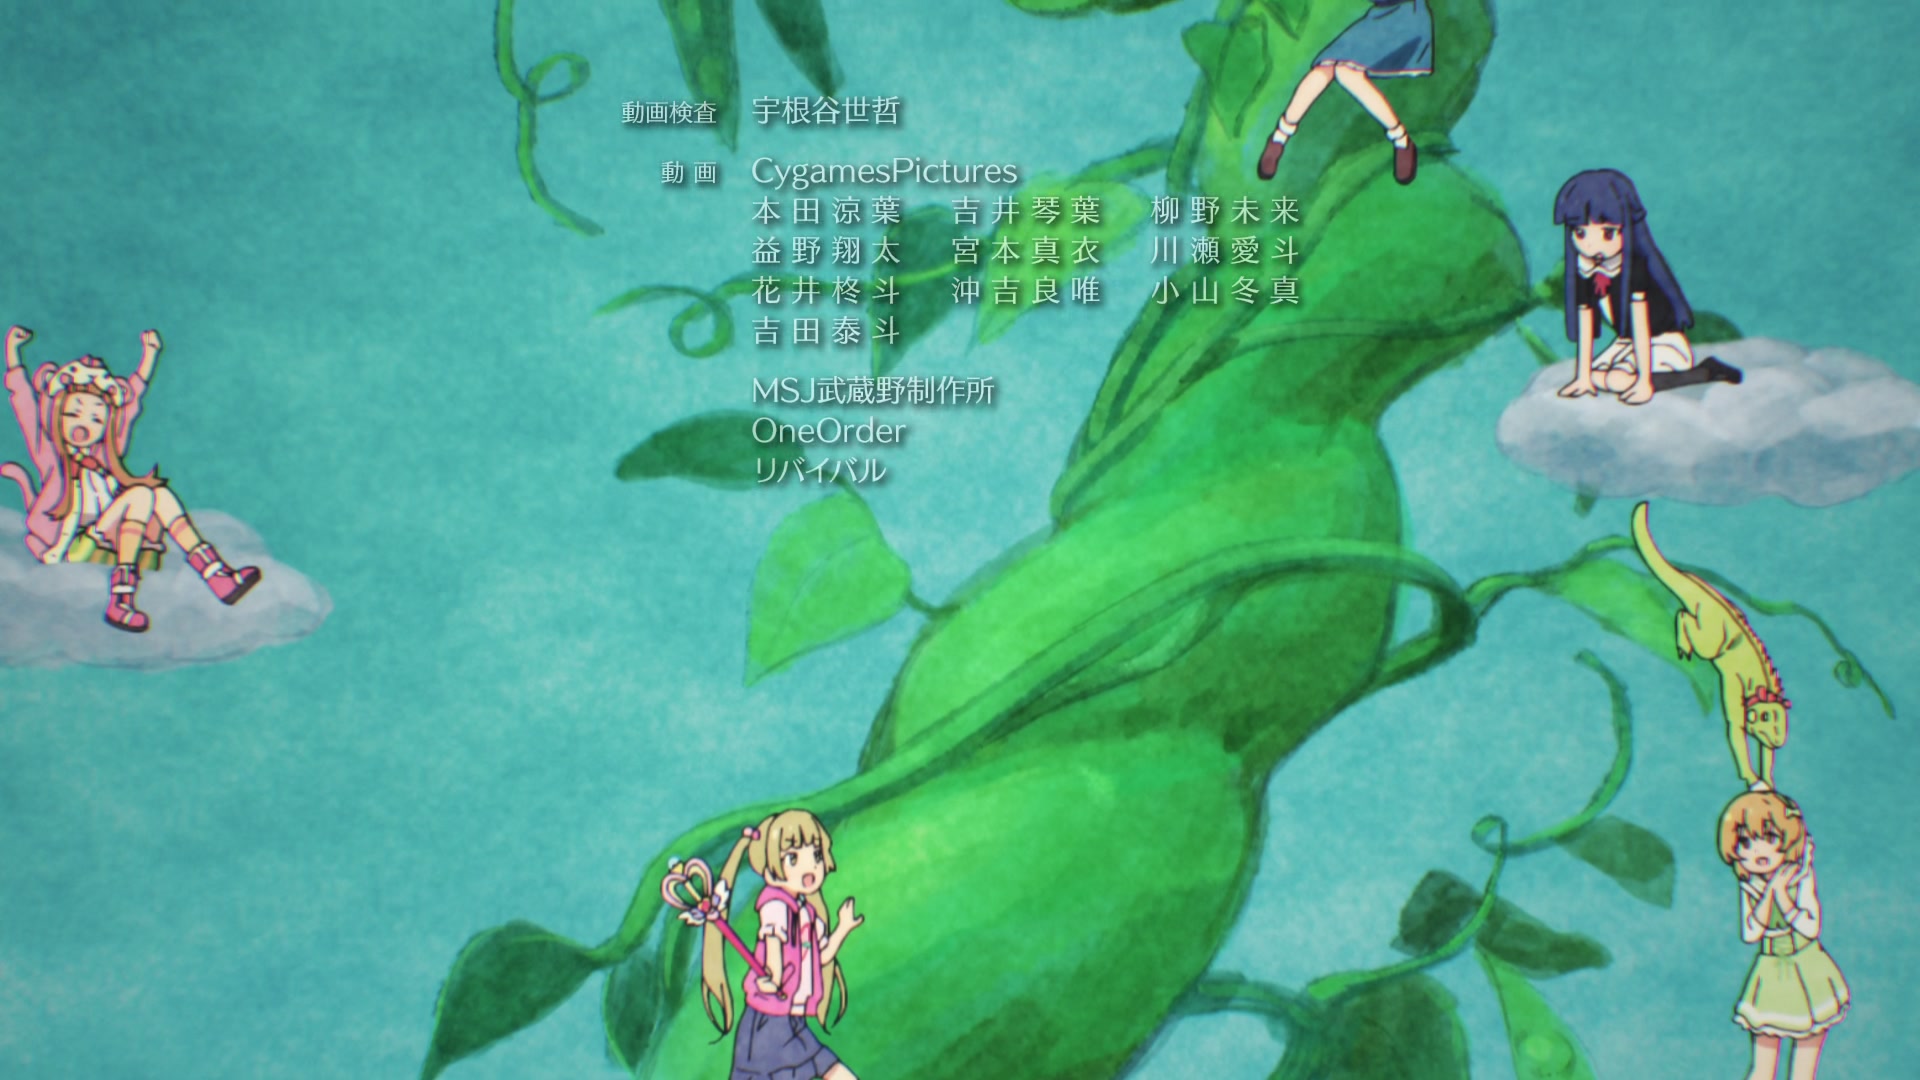 動画検査 宇根谷世哲
動画 CygamesPictures
本田涼葉 吉井琴葉 柳野未来
益野翔太 宮本真衣 川瀬愛斗
花井柊斗 沖吉良唯 小山冬真
吉田泰斗
MSJ武蔵野制作所
OneOrder
リバイバル